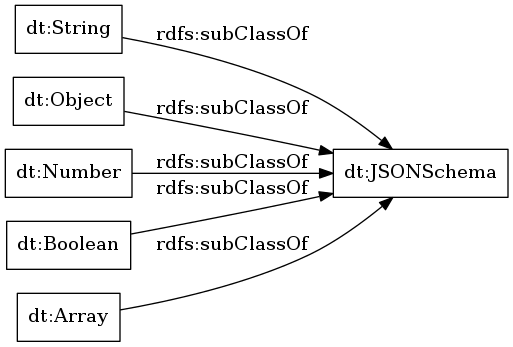 dt:String
rdfs:subClassOf
dt:Object
rdfs:subClassOf
dt:Number
rdfs:subClassOf
dt:JSONSchema
rdfs:subClassOf
dt:Boolean
rdfs:subClassOf
dt:Array